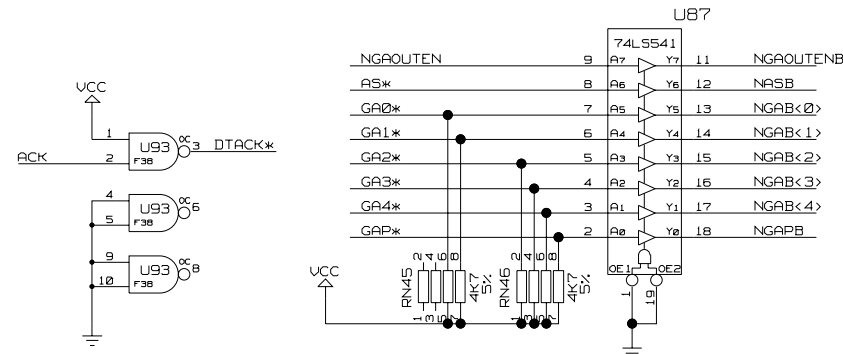 U87
74LS541
NGAOUTEN 9 A7 Y7 11 NGAOUTENB
AS* 8 A6 Y6 12 NASB
GA0* 7 A5 Y5 13 NGAB<0>
GA1* 6 A4 Y4 14 NGAB<1>
GA2* 5 A3 Y3 15 NGAB<2>
GA3* 4 A2 Y2 16 NGAB<3>
GA4* 3 A1 Y1 17 NGAB<4>
GAP* 2 A0 Y0 18 NGAPB
OE1 OE2
1 19
VCC
1
ACK 2 U93 F38 OC 3 DTACK*
4
5 U93 F38 OC 6
9
10 U93 F38 OC 8
VCC
RN45 2 4 6 8 4K7 5%
1 3 5 7
RN46 2 4 6 8 4K7 5%
1 3 5 7